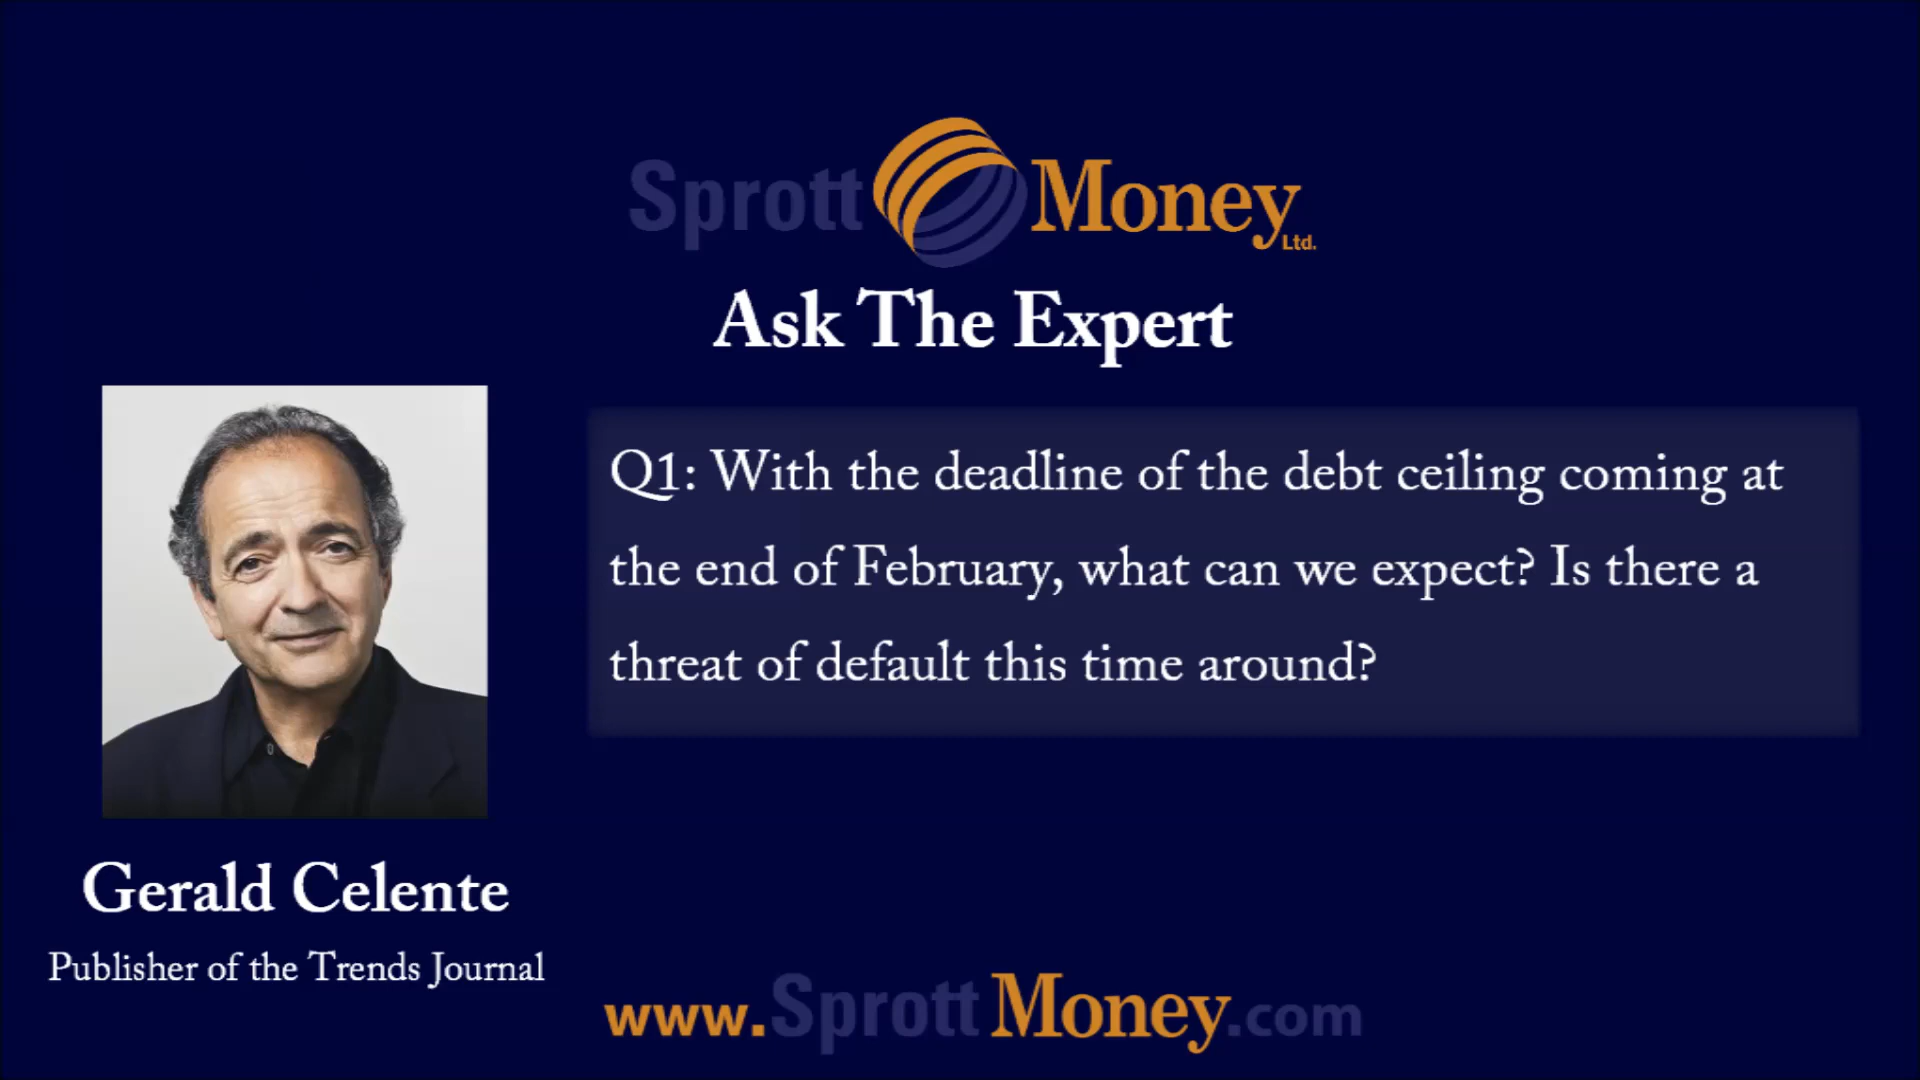 Sprott Money Ltd.
Ask The Expert
Q1: With the deadline of the debt ceiling coming at
the end of February, what can we expect? Is there a
threat of default this time around?
Gerald Celente
Publisher of the Trends Journal
www.SprottMoney.com